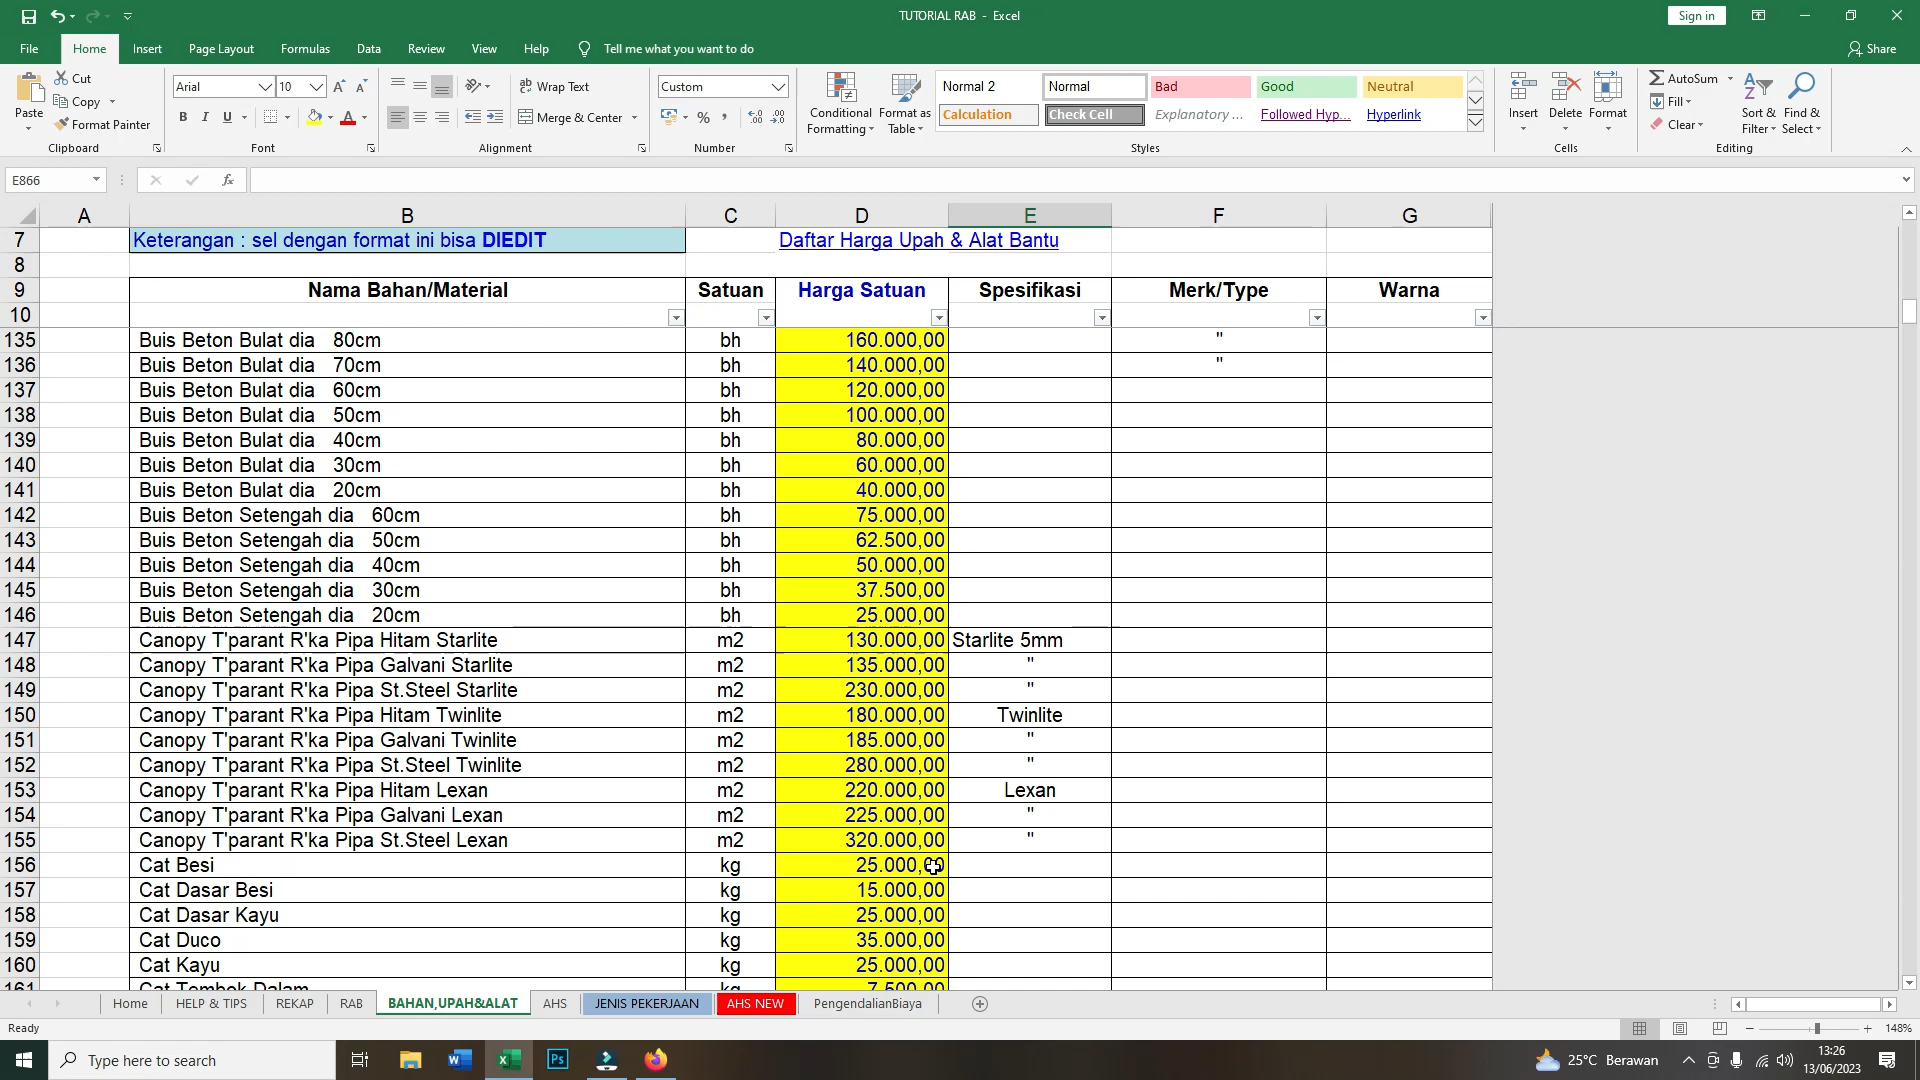 TUTORIAL RAB - Excel
Sign in
File Home Insert Page Layout Formulas Data Review View Help Tell me what you want to do
Share
Paste
Cut
Copy
Format Painter
Clipboard
Arial 10
B I U
Font
Wrap Text
Merge & Center
Alignment
Custom
Number
Conditional Formatting
Format as Table
Normal 2 Normal Bad Good Neutral
Calculation Check Cell Explanatory ... Followed Hyp... Hyperlink
Styles
Insert Delete Format
Cells
AutoSum
Fill
Clear
Sort & Filter
Find & Select
Editing
E866
fx
A B C D E F G
7 Keterangan : sel dengan format ini bisa DIEDIT Daftar Harga Upah & Alat Bantu
8
9 Nama Bahan/Material Satuan Harga Satuan Spesifikasi Merk/Type Warna
10
135 Buis Beton Bulat dia 80cm bh 160.000,00 "
136 Buis Beton Bulat dia 70cm bh 140.000,00 "
137 Buis Beton Bulat dia 60cm bh 120.000,00
138 Buis Beton Bulat dia 50cm bh 100.000,00
139 Buis Beton Bulat dia 40cm bh 80.000,00
140 Buis Beton Bulat dia 30cm bh 60.000,00
141 Buis Beton Bulat dia 20cm bh 40.000,00
142 Buis Beton Setengah dia 60cm bh 75.000,00
143 Buis Beton Setengah dia 50cm bh 62.500,00
144 Buis Beton Setengah dia 40cm bh 50.000,00
145 Buis Beton Setengah dia 30cm bh 37.500,00
146 Buis Beton Setengah dia 20cm bh 25.000,00
147 Canopy T'parant R'ka Pipa Hitam Starlite m2 130.000,00 Starlite 5mm
148 Canopy T'parant R'ka Pipa Galvani Starlite m2 135.000,00 "
149 Canopy T'parant R'ka Pipa St.Steel Starlite m2 230.000,00 "
150 Canopy T'parant R'ka Pipa Hitam Twinlite m2 180.000,00 Twinlite
151 Canopy T'parant R'ka Pipa Galvani Twinlite m2 185.000,00 "
152 Canopy T'parant R'ka Pipa St.Steel Twinlite m2 280.000,00 "
153 Canopy T'parant R'ka Pipa Hitam Lexan m2 220.000,00 Lexan
154 Canopy T'parant R'ka Pipa Galvani Lexan m2 225.000,00 "
155 Canopy T'parant R'ka Pipa St.Steel Lexan m2 320.000,00 "
156 Cat Besi kg 25.000,00
157 Cat Dasar Besi kg 15.000,00
158 Cat Dasar Kayu kg 25.000,00
159 Cat Duco kg 35.000,00
160 Cat Kayu kg 25.000,00
161 Cat Tembok Dalam kg 7.500,00
Home HELP & TIPS REKAP RAB BAHAN,UPAH&ALAT AHS JENIS PEKERJAAN AHS NEW PengendalianBiaya
Ready
148%
Type here to search
25°C Berawan
13:26
13/06/2023